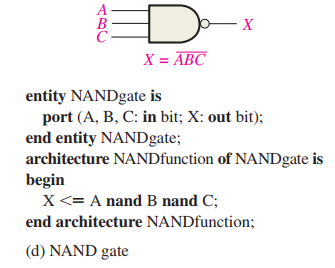 A
B
C
X
X = A̅B̅C̅
entity NANDgate is
port (A, B, C: in bit; X: out bit);
end entity NANDgate;
architecture NANDfunction of NANDgate is
begin
X <= A nand B nand C;
end architecture NANDfunction;
(d) NAND gate